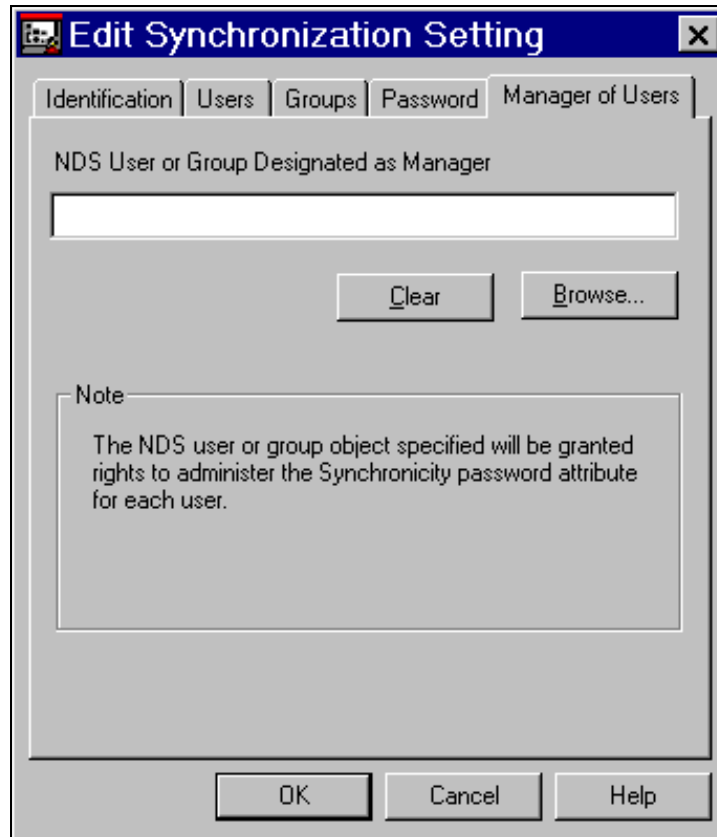 Edit Synchronization Setting
Identification Users Groups Password Manager of Users
NDS User or Group Designated as Manager
Clear Browse...
Note
The NDS user or group object specified will be granted
rights to administer the Synchronicity password attribute
for each user.
OK Cancel Help